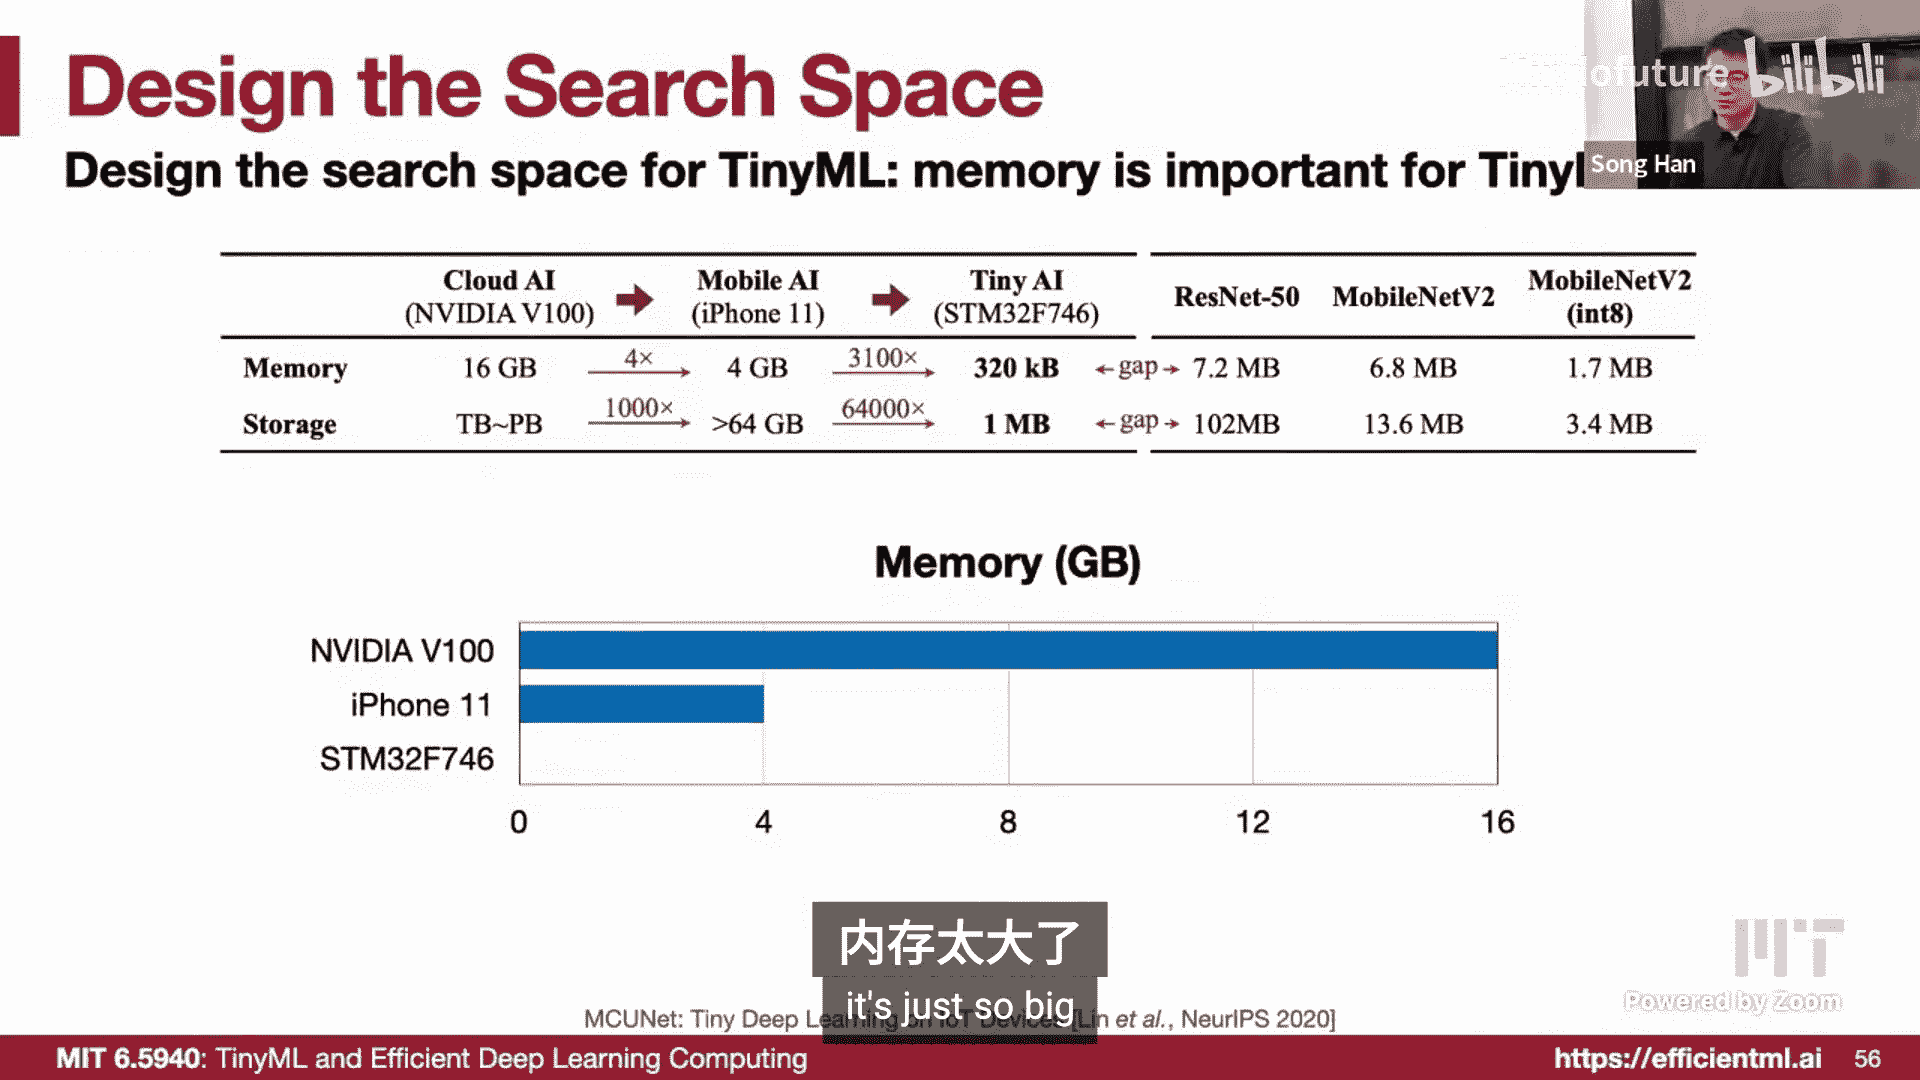 Design the Search Space
Design the search space for TinyML: memory is important for Tiny
ofuture bilibili
Song Han
Cloud AI Mobile AI Tiny AI
(NVIDIA V100) (iPhone 11) (STM32F746)
ResNet-50 MobileNetV2 MobileNetV2
(int8)
Memory 16 GB 4× 4 GB 3100× 320 kB ←gap→ 7.2 MB 6.8 MB 1.7 MB
Storage TB~PB 1000× >64 GB 64000× 1 MB ←gap→ 102MB 13.6 MB 3.4 MB
Memory (GB)
NVIDIA V100
iPhone 11
STM32F746
0 4 8 12 16
内存太大了
it's just so big
MCUNet: Tiny Deep Learning on IoT Devices [Lin et al., NeurIPS 2020]
MIT
Powered by Zoom
MIT 6.5940: TinyML and Efficient Deep Learning Computing
https://efficientml.ai 56